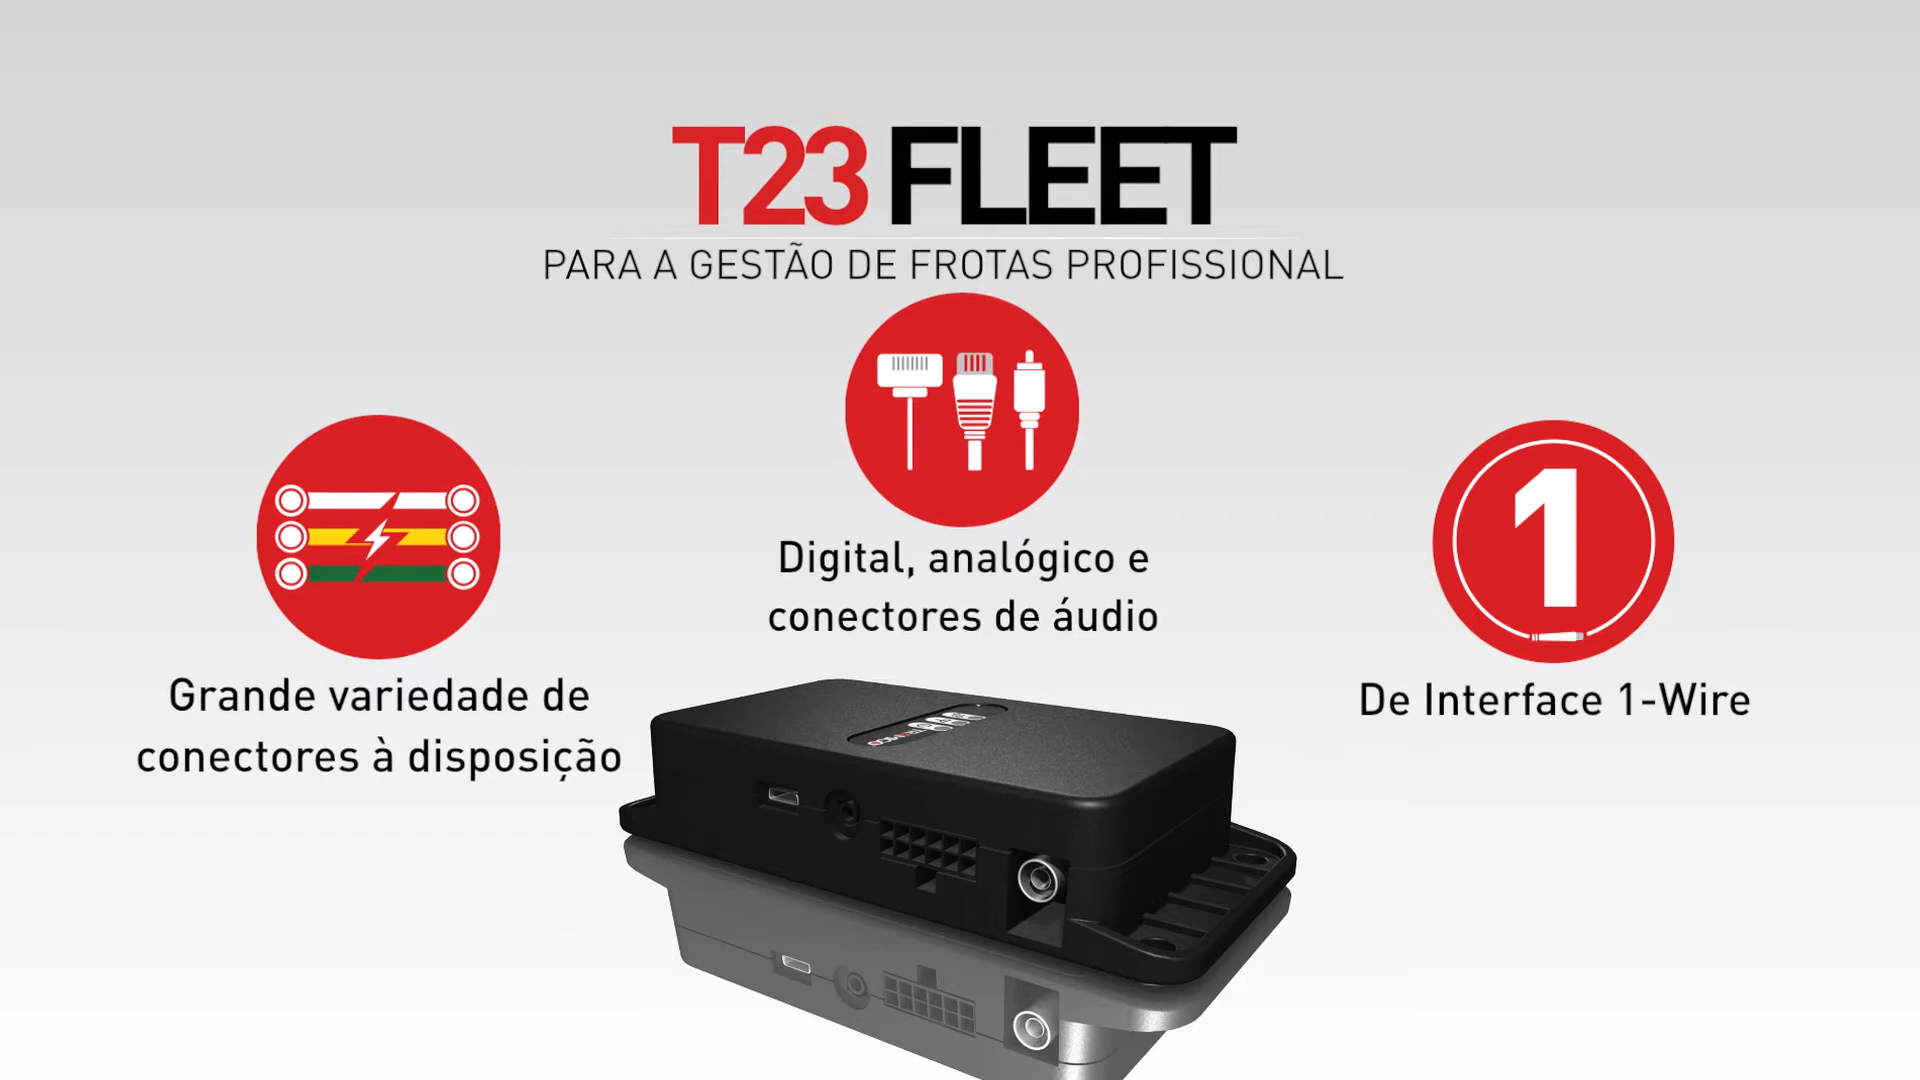 T23 FLEET
PARA A GESTÃO DE FROTAS PROFISSIONAL
Digital, analógico e
conectores de áudio
Grande variedade de
conectores à disposição
1
De Interface 1-Wire